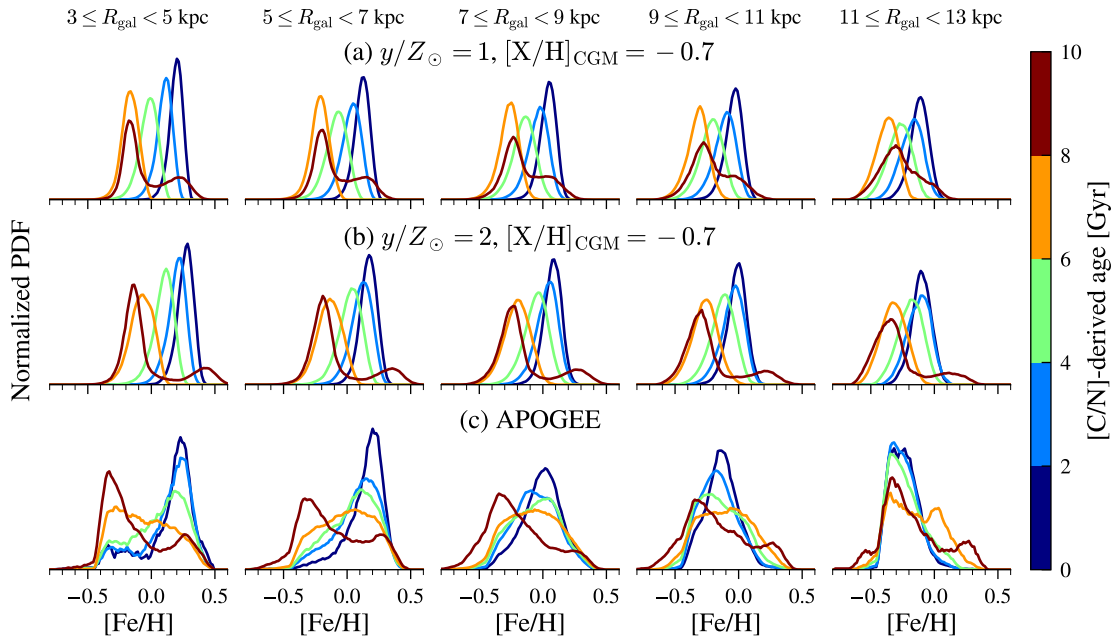 3 ≤ R_gal < 5 kpc
5 ≤ R_gal < 7 kpc
7 ≤ R_gal < 9 kpc
9 ≤ R_gal < 11 kpc
11 ≤ R_gal < 13 kpc
(a) y/Z_⊙ = 1, [X/H]_CGM = −0.7
(b) y/Z_⊙ = 2, [X/H]_CGM = −0.7
(c) APOGEE
Normalized PDF
−0.5 0.0 0.5
−0.5 0.0 0.5
−0.5 0.0 0.5
−0.5 0.0 0.5
−0.5 0.0 0.5
[Fe/H]
[Fe/H]
[Fe/H]
[Fe/H]
[Fe/H]
10
8
6
4
2
0
[C/N]-derived age [Gyr]